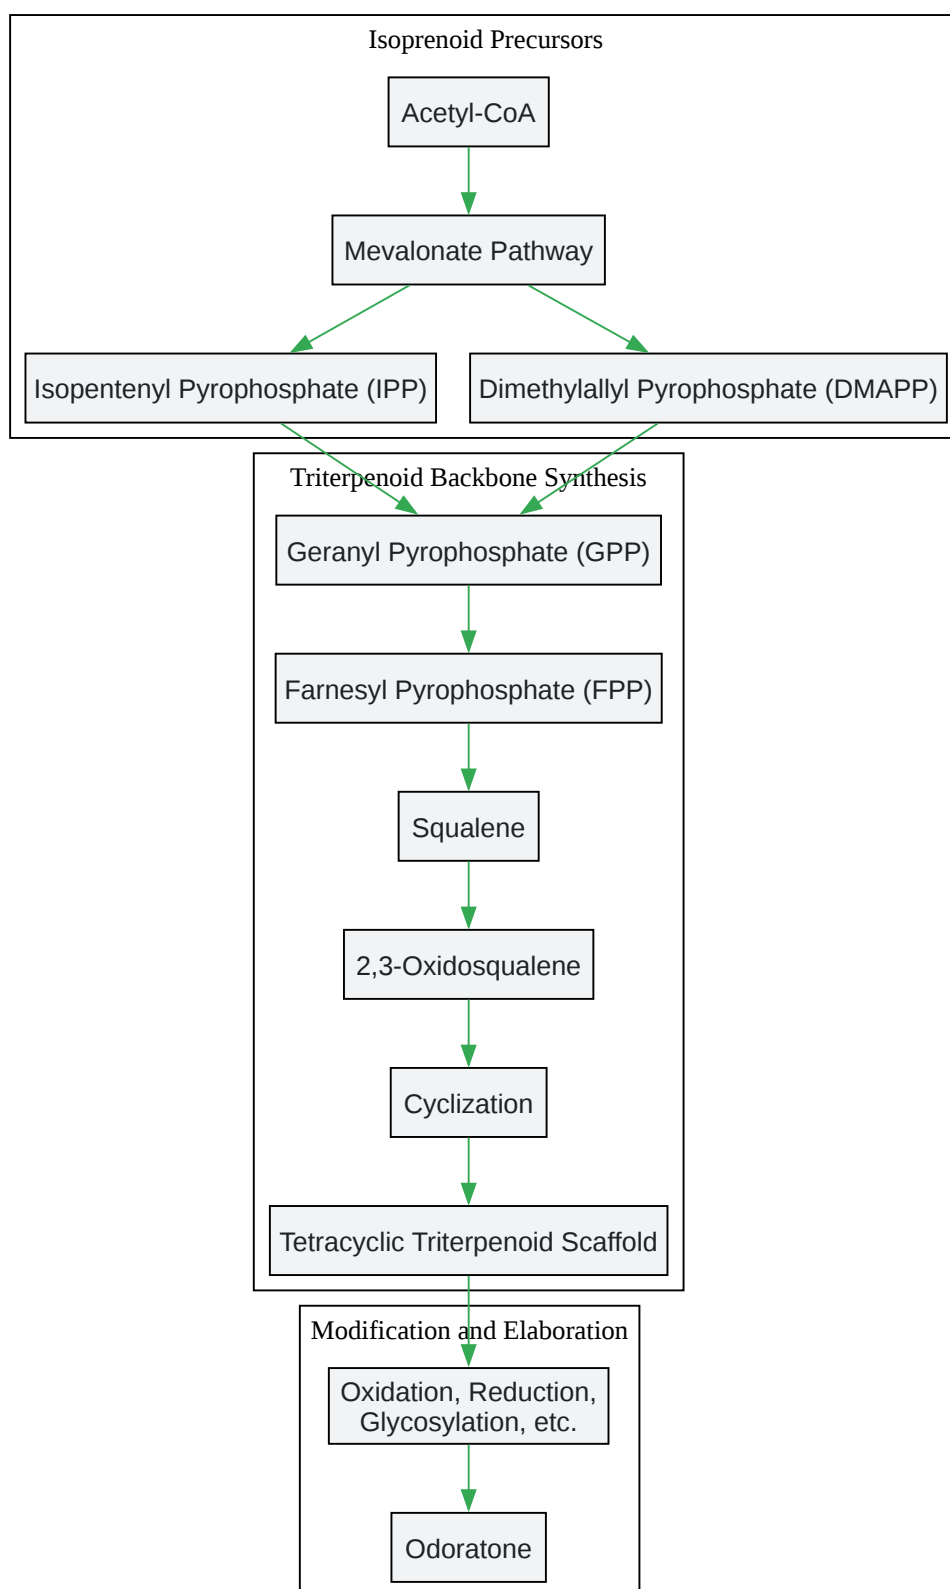 Isoprenoid Precursors
Acetyl-CoA
Mevalonate Pathway
Isopentenyl Pyrophosphate (IPP)
Dimethylallyl Pyrophosphate (DMAPP)
Triterpenoid Backbone Synthesis
Geranyl Pyrophosphate (GPP)
Farnesyl Pyrophosphate (FPP)
Squalene
2,3-Oxidosqualene
Cyclization
Tetracyclic Triterpenoid Scaffold
Modification and Elaboration
Oxidation, Reduction,
Glycosylation, etc.
Odoratone